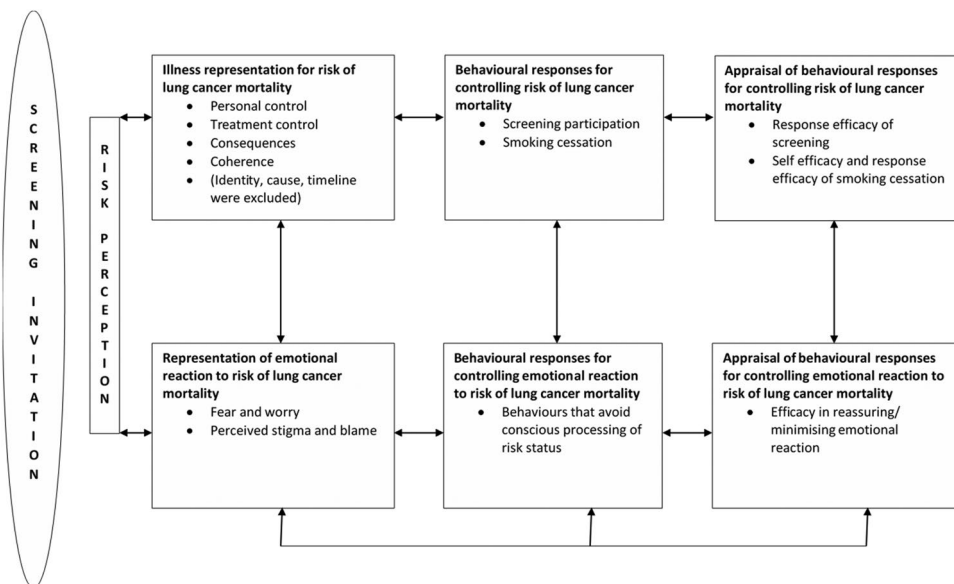 SCREENING INVITATION
RISK PERCEPTION
Illness representation for risk of
lung cancer mortality
• Personal control
• Treatment control
• Consequences
• Coherence
• (Identity, cause, timeline
were excluded)
Behavioural responses for
controlling risk of lung cancer
mortality
• Screening participation
• Smoking cessation
Appraisal of behavioural responses
for controlling risk of lung cancer
mortality
• Response efficacy of
screening
• Self efficacy and response
efficacy of smoking cessation
Representation of emotional
reaction to risk of lung cancer
mortality
• Fear and worry
• Perceived stigma and blame
Behavioural responses for
controlling emotional reaction
to risk of lung cancer mortality
• Behaviours that avoid
conscious processing of
risk status
Appraisal of behavioural responses
for controlling emotional reaction to
risk of lung cancer mortality
• Efficacy in reassuring/
minimising emotional
reaction